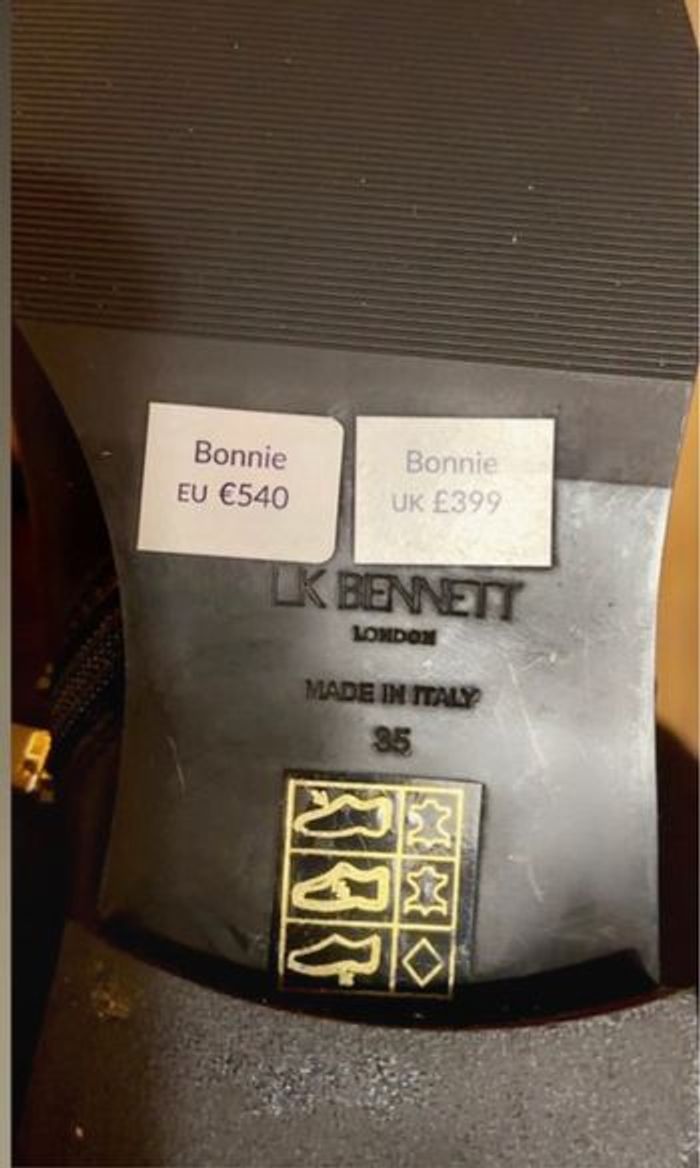 Bonnie
EU €540
Bonnie
UK £399
LK BENNETT
LONDON
MADE IN ITALY
35